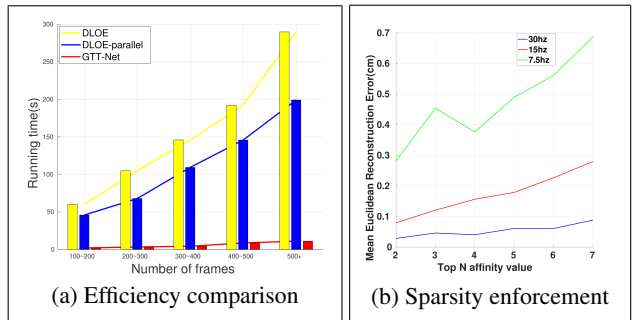 300
250
200
150
100
50
0
Running time(s)
DLOE
DLOE-parallel
GTT-Net
100~200 200~300 300~400 400~500 500+
Number of frames
(a) Efficiency comparison
0.7
0.6
0.5
0.4
0.3
0.2
0.1
0
Mean Euclidean Reconstruction Error(cm)
30hz
15hz
7.5hz
2 3 4 5 6 7
Top N affinity value
(b) Sparsity enforcement